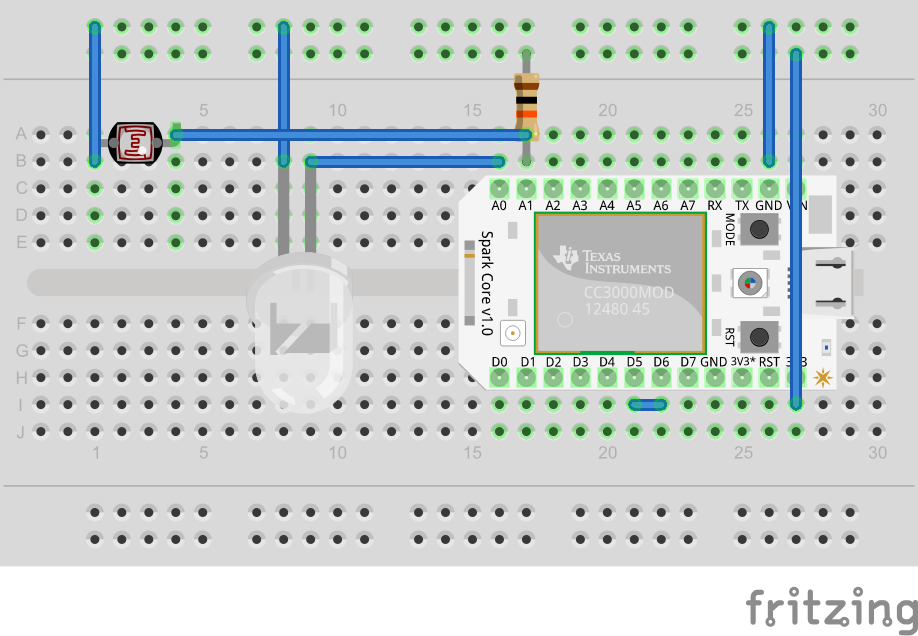 5 10 15 20 25 30
A
B
C
D
E
F
G
H
I
J
A0 A1 A2 A3 A4 A5 A6 A7 RX TX GND VIN
MODE
Spark Core v1.0
TEXAS
INSTRUMENTS
CC3000MOD
12480 45
RST
D0 D1 D2 D3 D4 D5 D6 D7 GND 3V3* RST 3V3
1 5 10 15 20 25 30
fritzing